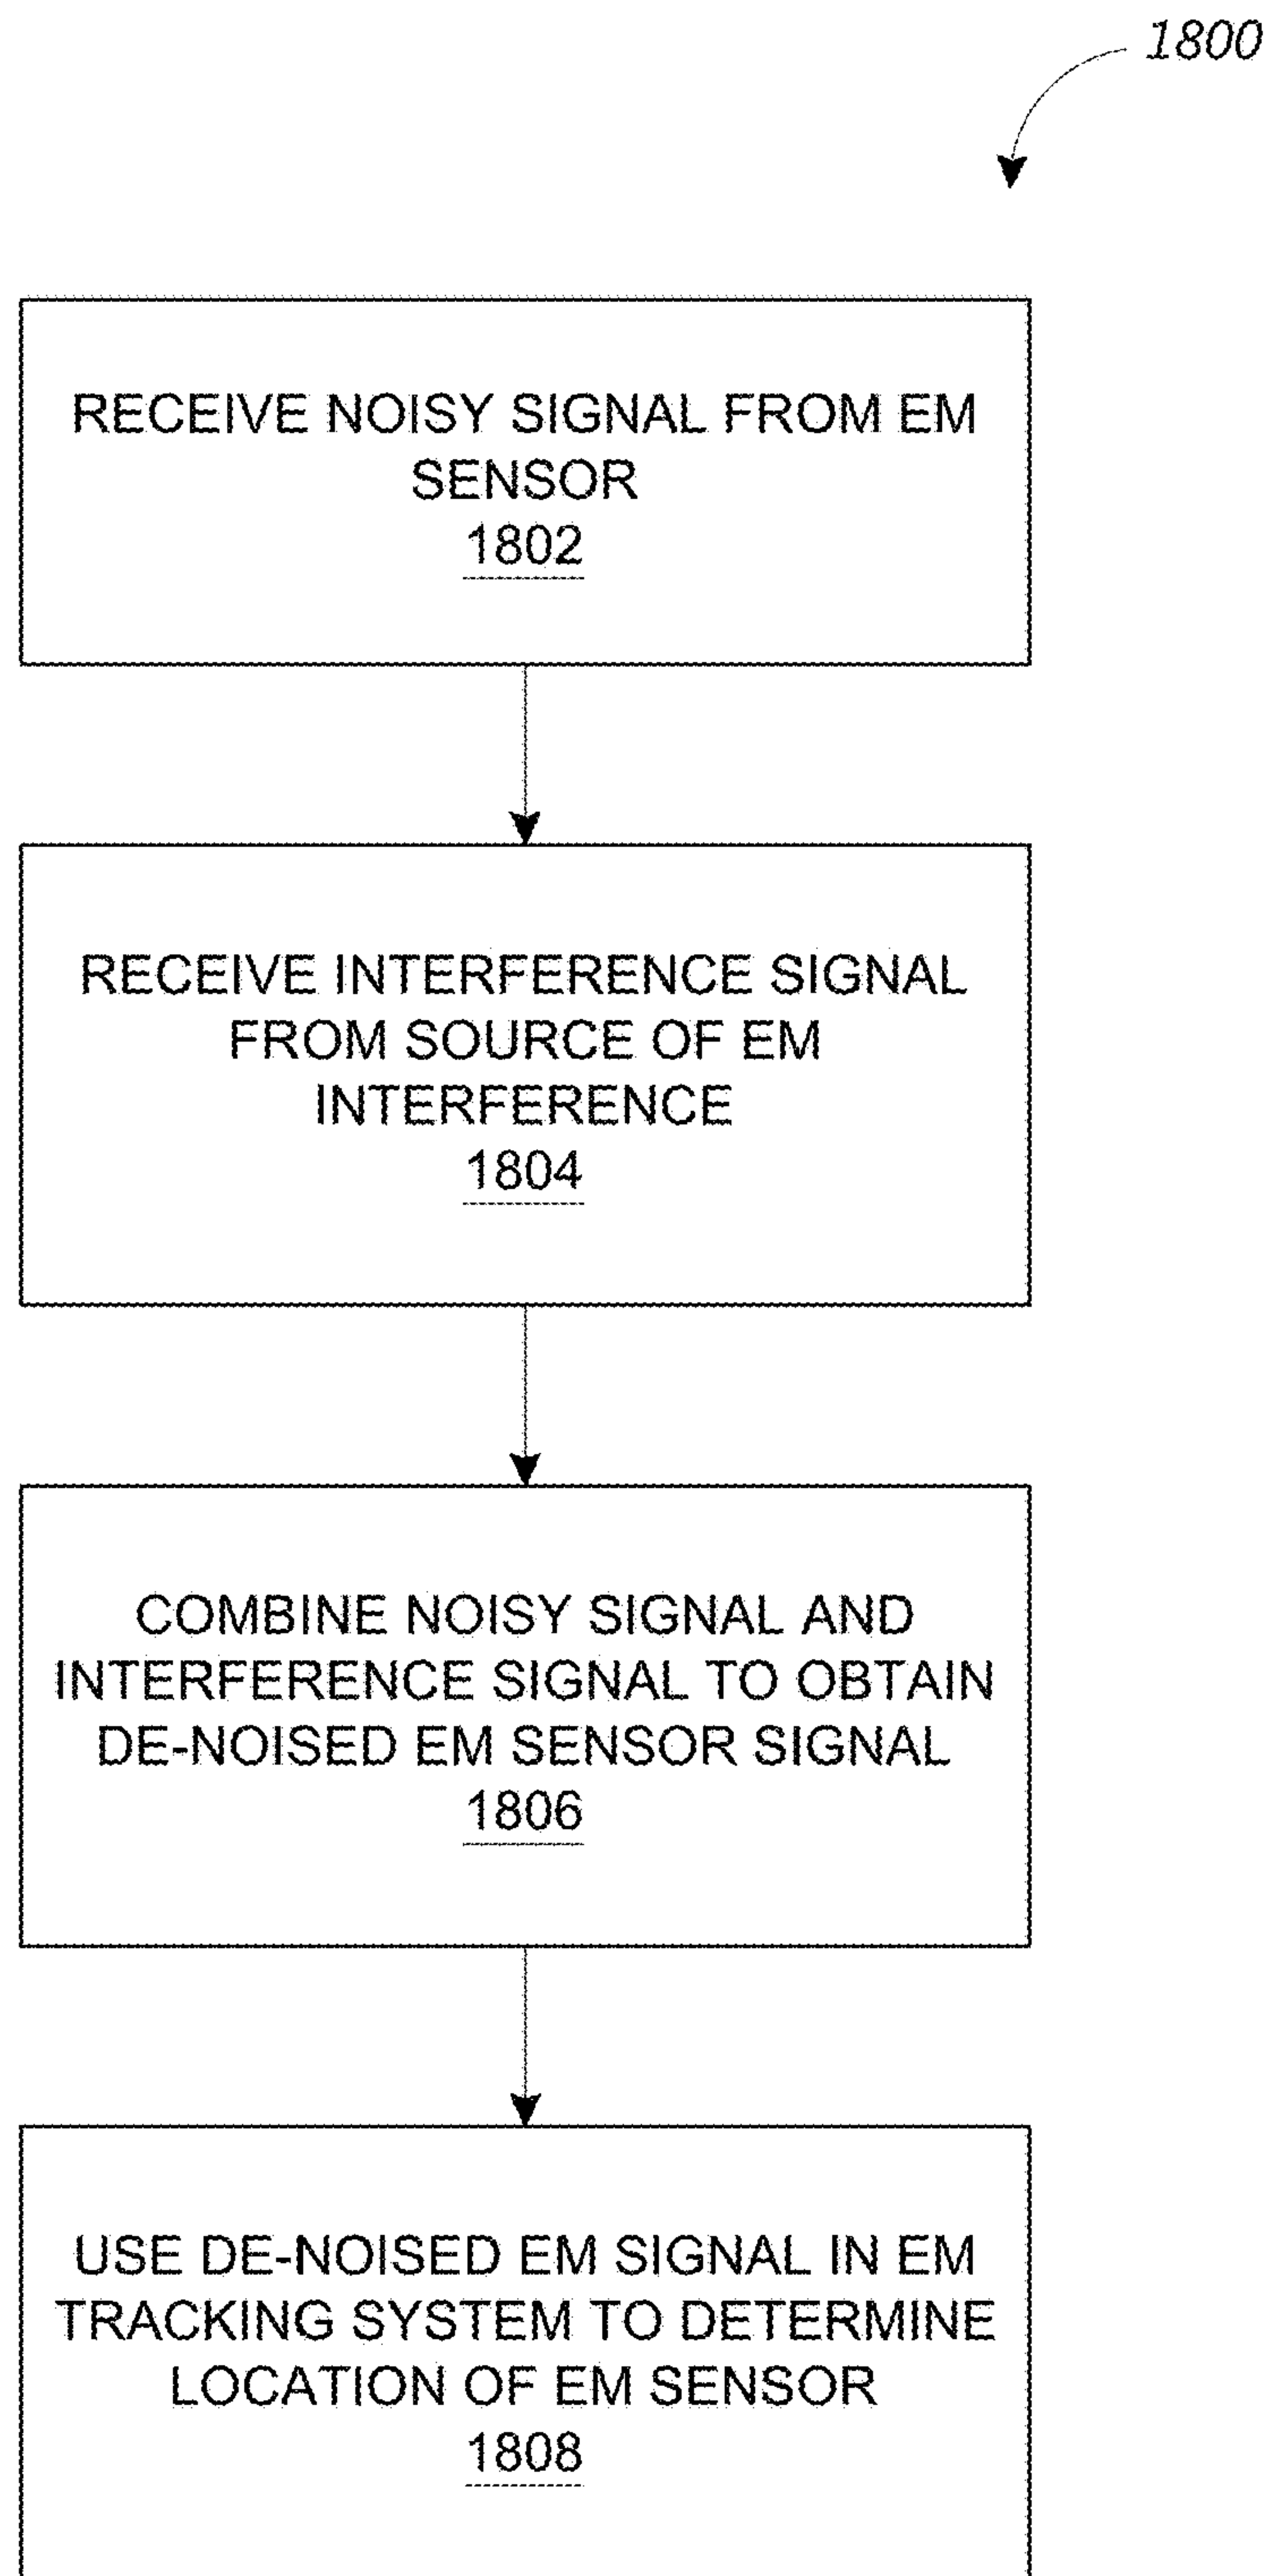 1800
RECEIVE NOISY SIGNAL FROM EM
SENSOR
1802
RECEIVE INTERFERENCE SIGNAL
FROM SOURCE OF EM
INTERFERENCE
1804
COMBINE NOISY SIGNAL AND
INTERFERENCE SIGNAL TO OBTAIN
DE-NOISED EM SENSOR SIGNAL
1806
USE DE-NOISED EM SIGNAL IN EM
TRACKING SYSTEM TO DETERMINE
LOCATION OF EM SENSOR
1808